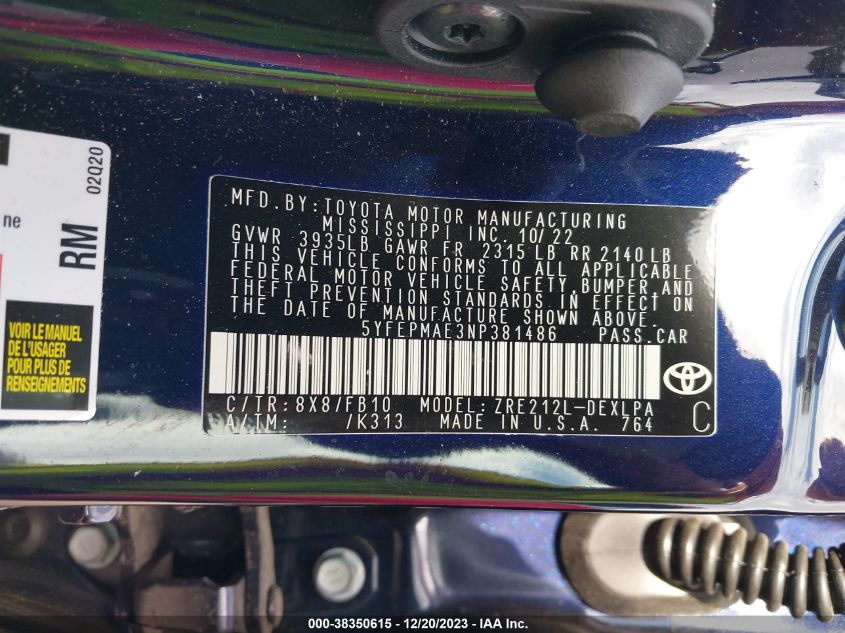 MFD.BY:TOYOTA MOTOR MANUFACTURING
MISSISSIPPI INC. 10/22
GVWR 3935LB GAWR FR 2315 LB RR 2140 LB
THIS VEHICLE CONFORMS TO ALL APPLICABLE
FEDERAL MOTOR VEHICLE SAFETY, BUMPER, AND
THEFT PREVENTION STANDARDS IN EFFECT ON
THE DATE OF MANUFACTURE SHOWN ABOVE.
5YFEPMAE3NP381486 PASS.CAR
C/TR: 8X8/FB10 MODEL: ZRE212L-DEXLPA
A/TM: /K313 MADE IN U.S.A. 764
C
ne
RM
02Q20
VOIR LE MANUEL
DE L'USAGER
POUR PLUS DE
RENSEIGNEMENTS
000-38350615 - 12/20/2023 - IAA Inc.